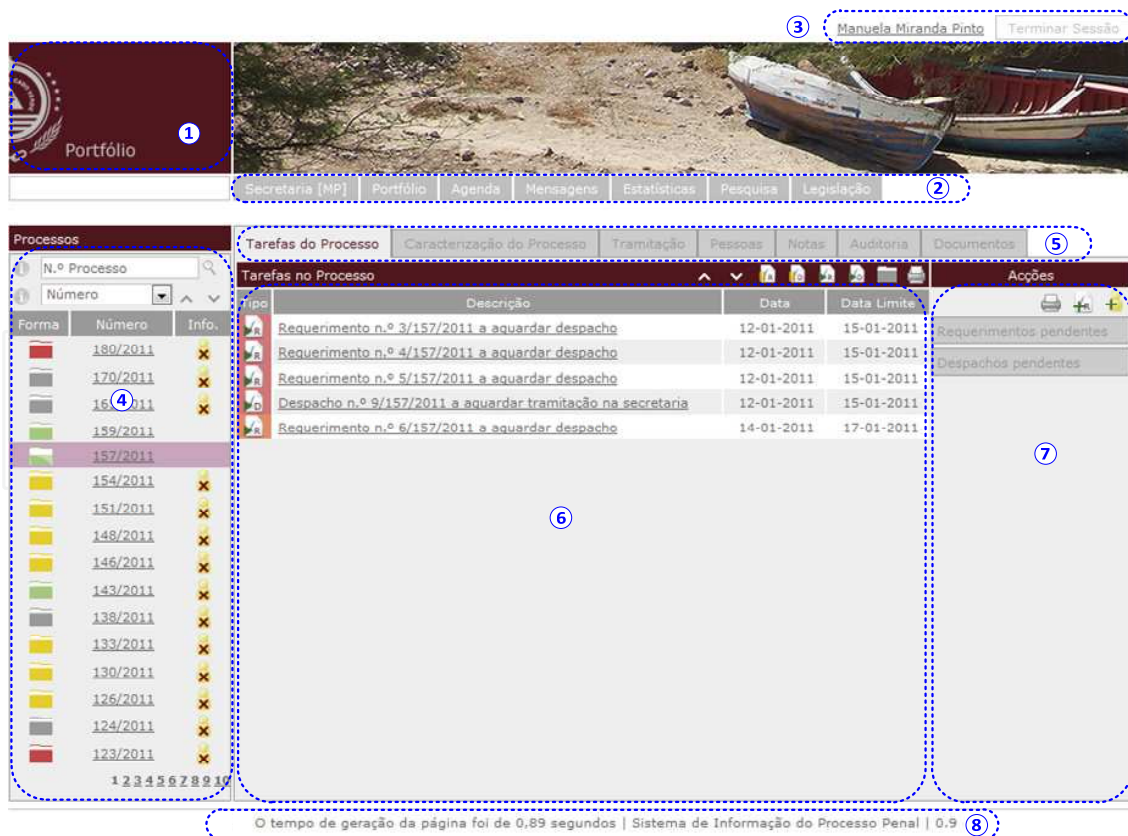 ③ Manuela Miranda Pinto Terminar Sessão
① Portfólio
Secretaria [MP] Portfólio Agenda Mensagens Estatísticas Pesquisa Legislação ②
Processos
Tarefas do Processo Caracterização do Processo Tramitação Pessoas Notas Auditoria Documentos ⑤
N.º Processo
Número
Forma Número Info.
180/2011
170/2011
④
159/2011
157/2011
154/2011
151/2011
148/2011
146/2011
143/2011
138/2011
133/2011
130/2011
126/2011
124/2011
123/2011
1 2 3 4 5 6 7 8 9 10
Tarefas no Processo
Tipo Descrição Data Data Limite
R Requerimento n.º 3/157/2011 a aguardar despacho 12-01-2011 15-01-2011
R Requerimento n.º 4/157/2011 a aguardar despacho 12-01-2011 15-01-2011
R Requerimento n.º 5/157/2011 a aguardar despacho 12-01-2011 15-01-2011
D Despacho n.º 9/157/2011 a aguardar tramitação na secretaria 12-01-2011 15-01-2011
R Requerimento n.º 6/157/2011 a aguardar despacho 14-01-2011 17-01-2011
⑥
Acções
Requerimentos pendentes
Despachos pendentes
⑦
O tempo de geração da página foi de 0,89 segundos | Sistema de Informação do Processo Penal | 0.9 ⑧